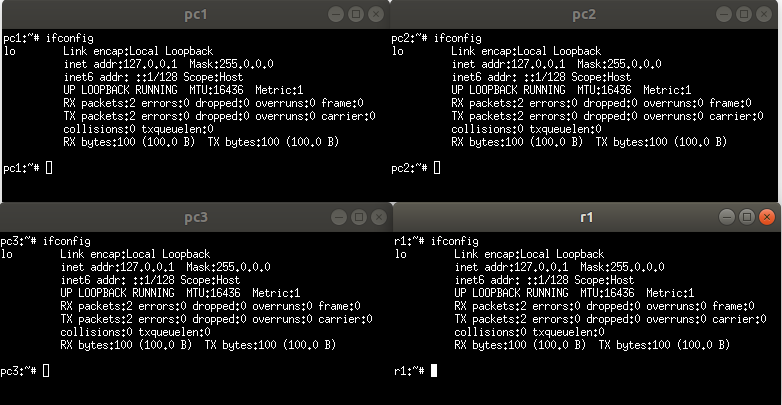 pc1
pc1:~# ifconfig
lo Link encap:Local Loopback
inet addr:127.0.0.1 Mask:255.0.0.0
inet6 addr: ::1/128 Scope:Host
UP LOOPBACK RUNNING MTU:16436 Metric:1
RX packets:2 errors:0 dropped:0 overruns:0 frame:0
TX packets:2 errors:0 dropped:0 overruns:0 carrier:0
collisions:0 txqueuelen:0
RX bytes:100 (100.0 B) TX bytes:100 (100.0 B)
pc1:~#
pc2
pc2:~# ifconfig
lo Link encap:Local Loopback
inet addr:127.0.0.1 Mask:255.0.0.0
inet6 addr: ::1/128 Scope:Host
UP LOOPBACK RUNNING MTU:16436 Metric:1
RX packets:2 errors:0 dropped:0 overruns:0 frame:0
TX packets:2 errors:0 dropped:0 overruns:0 carrier:0
collisions:0 txqueuelen:0
RX bytes:100 (100.0 B) TX bytes:100 (100.0 B)
pc2:~#
pc3
pc3:~# ifconfig
lo Link encap:Local Loopback
inet addr:127.0.0.1 Mask:255.0.0.0
inet6 addr: ::1/128 Scope:Host
UP LOOPBACK RUNNING MTU:16436 Metric:1
RX packets:2 errors:0 dropped:0 overruns:0 frame:0
TX packets:2 errors:0 dropped:0 overruns:0 carrier:0
collisions:0 txqueuelen:0
RX bytes:100 (100.0 B) TX bytes:100 (100.0 B)
pc3:~#
r1
r1:~# ifconfig
lo Link encap:Local Loopback
inet addr:127.0.0.1 Mask:255.0.0.0
inet6 addr: ::1/128 Scope:Host
UP LOOPBACK RUNNING MTU:16436 Metric:1
RX packets:2 errors:0 dropped:0 overruns:0 frame:0
TX packets:2 errors:0 dropped:0 overruns:0 carrier:0
collisions:0 txqueuelen:0
RX bytes:100 (100.0 B) TX bytes:100 (100.0 B)
r1:~#